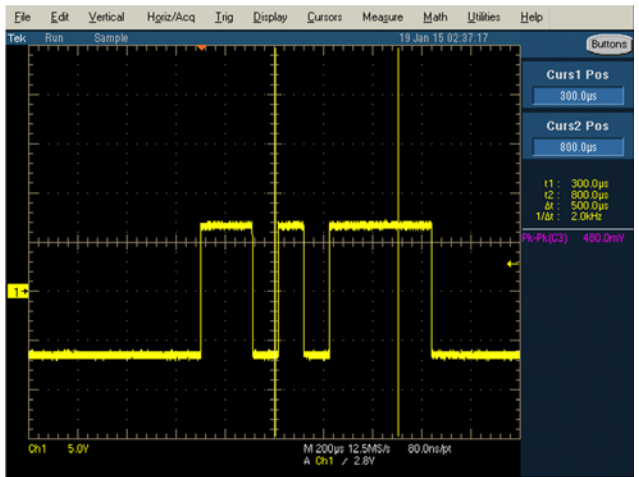 File Edit Vertical Horiz/Acq Trig Display Cursors Measure Math Utilities Help
Tek Run Sample 19 Jan 15 02:37:17 Buttons
Curs1 Pos
300.0µs
Curs2 Pos
800.0µs
t1: 300.0µs
t2: 800.0µs
Δt: 500.0µs
1/Δt: 2.0kHz
Pk-Pk(C3) 480.0mV
1
Ch1 5.0V M 200µs 12.5MS/s 80.0ns/pt
A Ch1 ∕ 2.8V